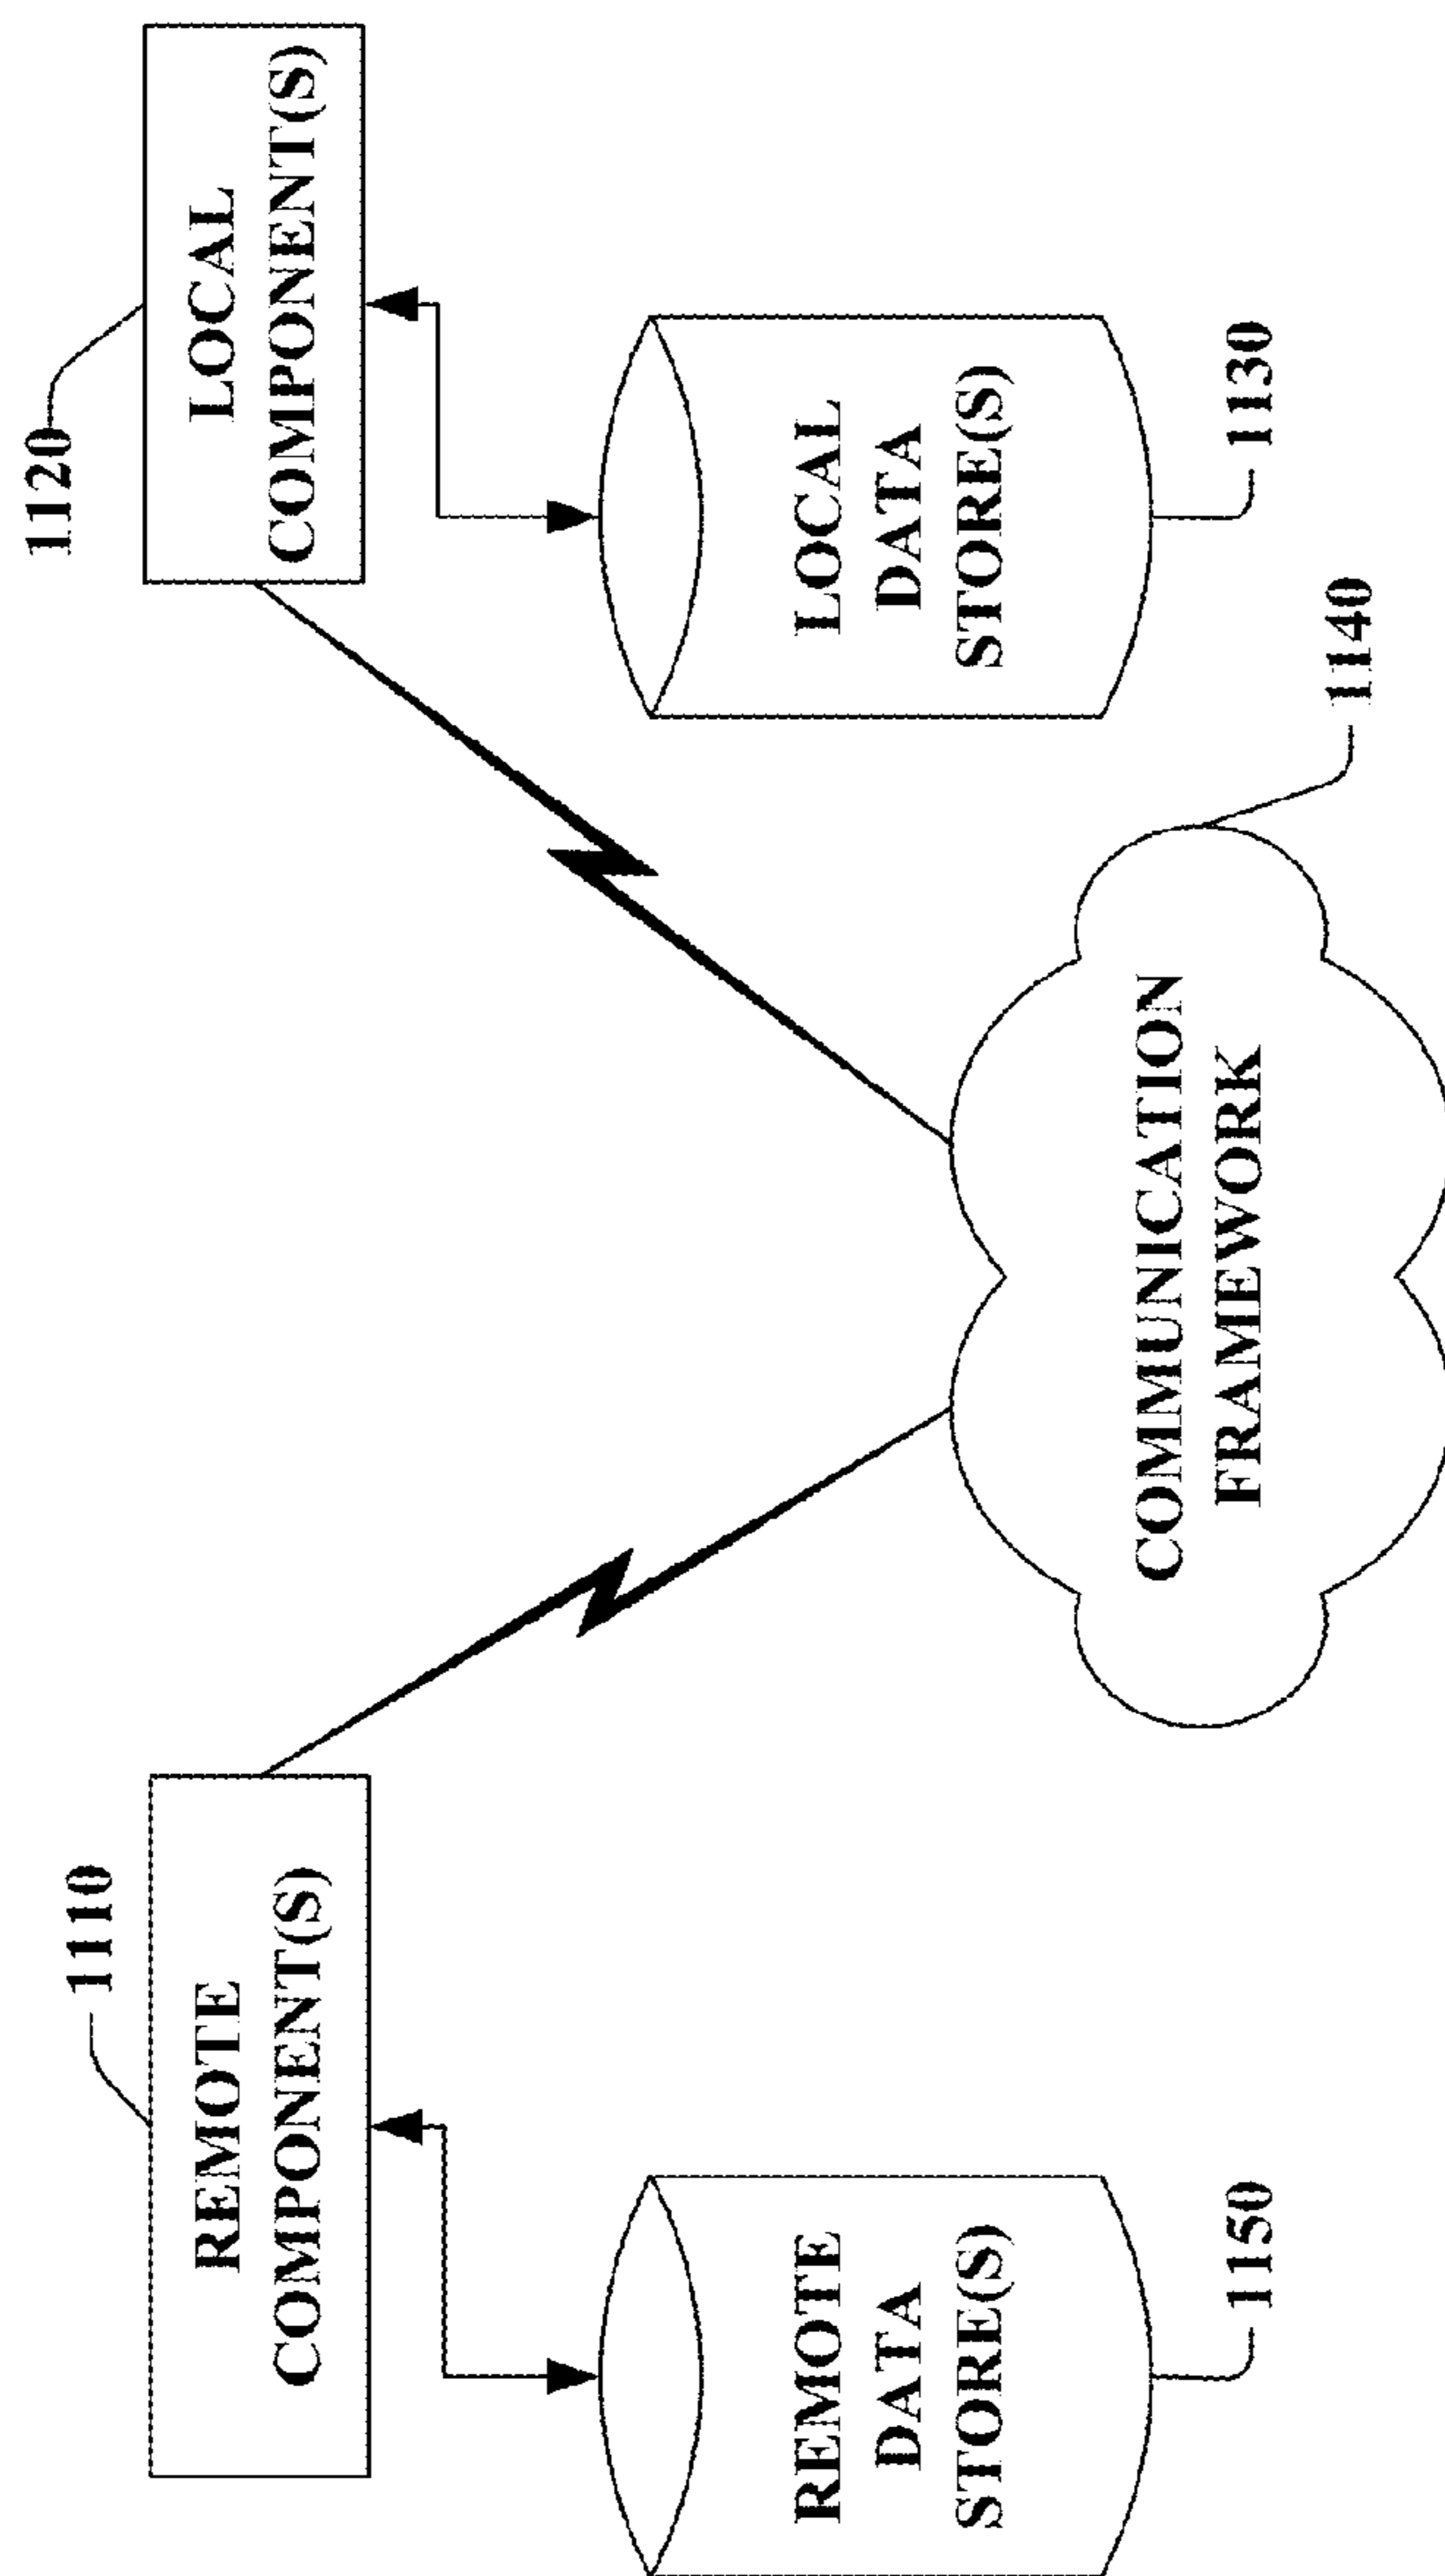 1110
REMOTE
COMPONENT(S)
1120
LOCAL
COMPONENT(S)
REMOTE
DATA
STORE(S)
1150
LOCAL
DATA
STORE(S)
1130
COMMUNICATION
FRAMEWORK
1140